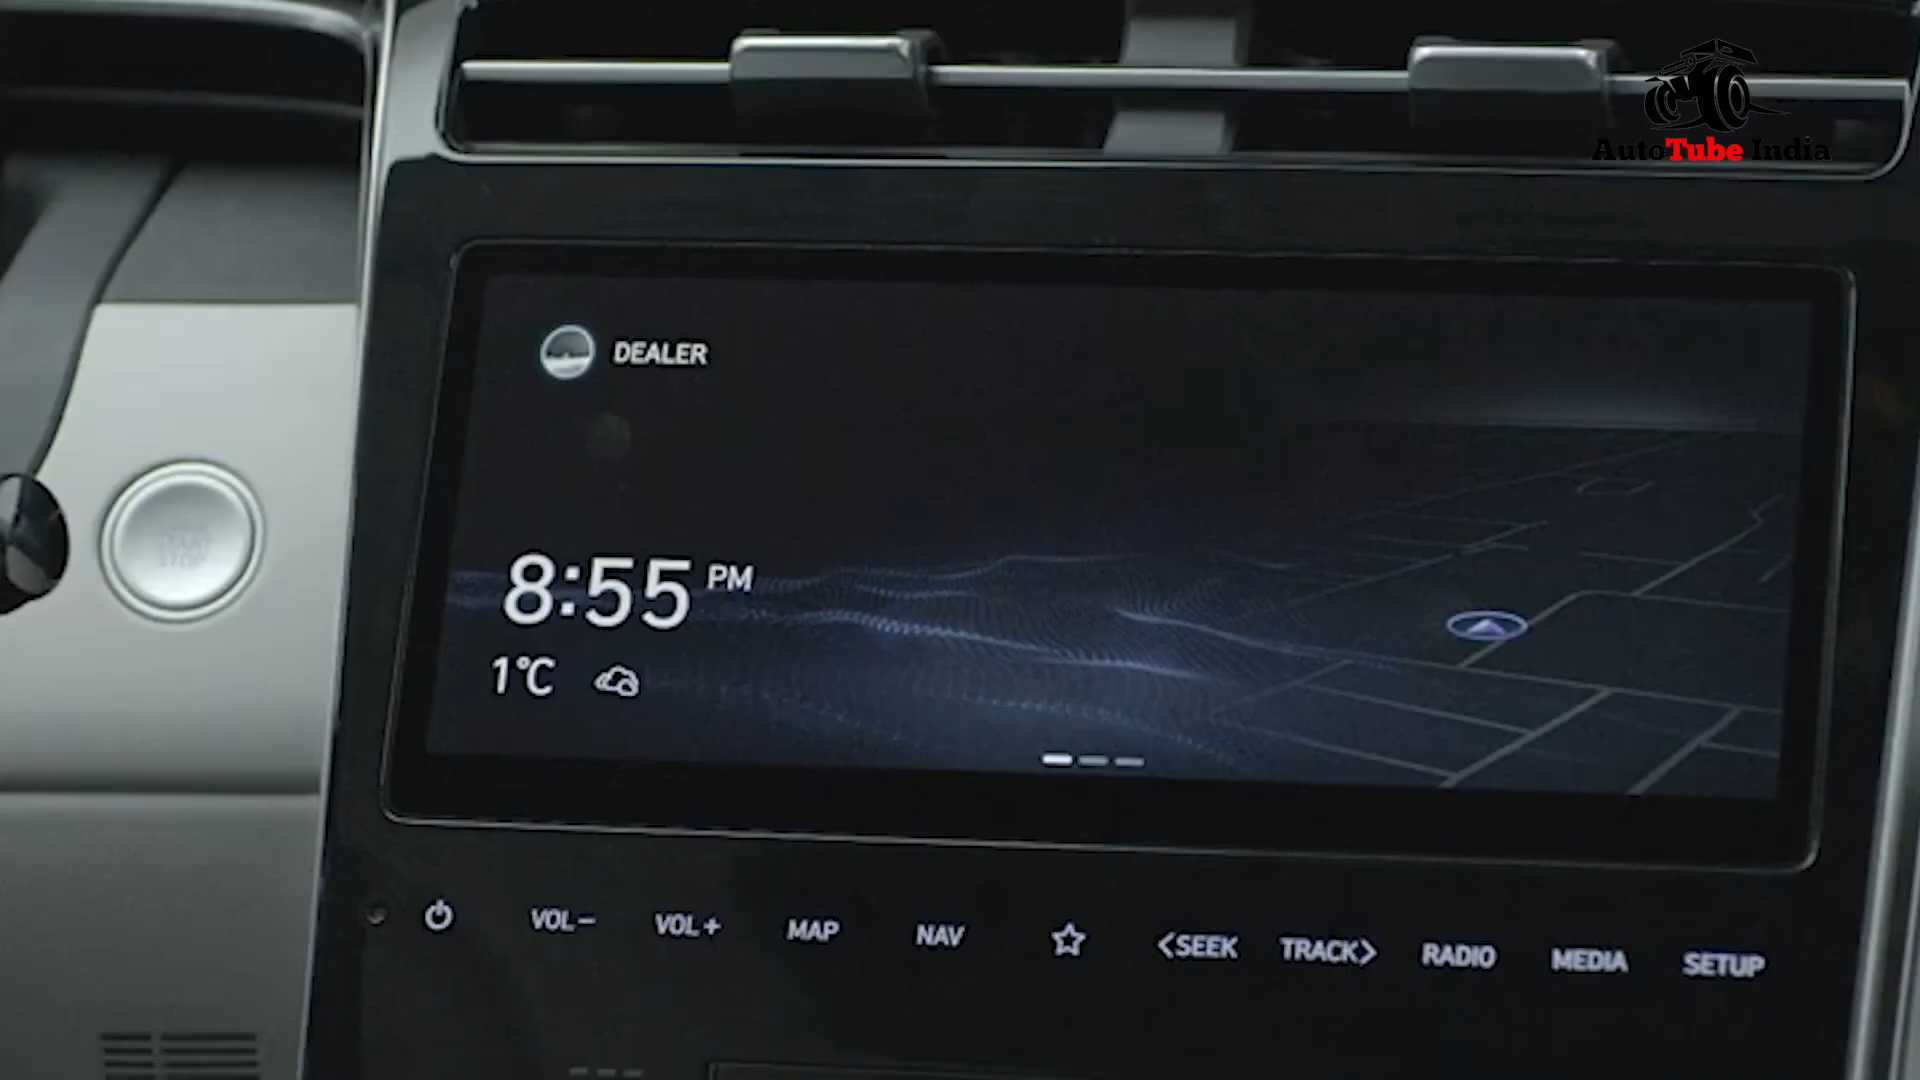 AutoTube India
DEALER
8:55 PM
1°C
VOL− VOL+ MAP NAV <SEEK TRACK> RADIO MEDIA SETUP